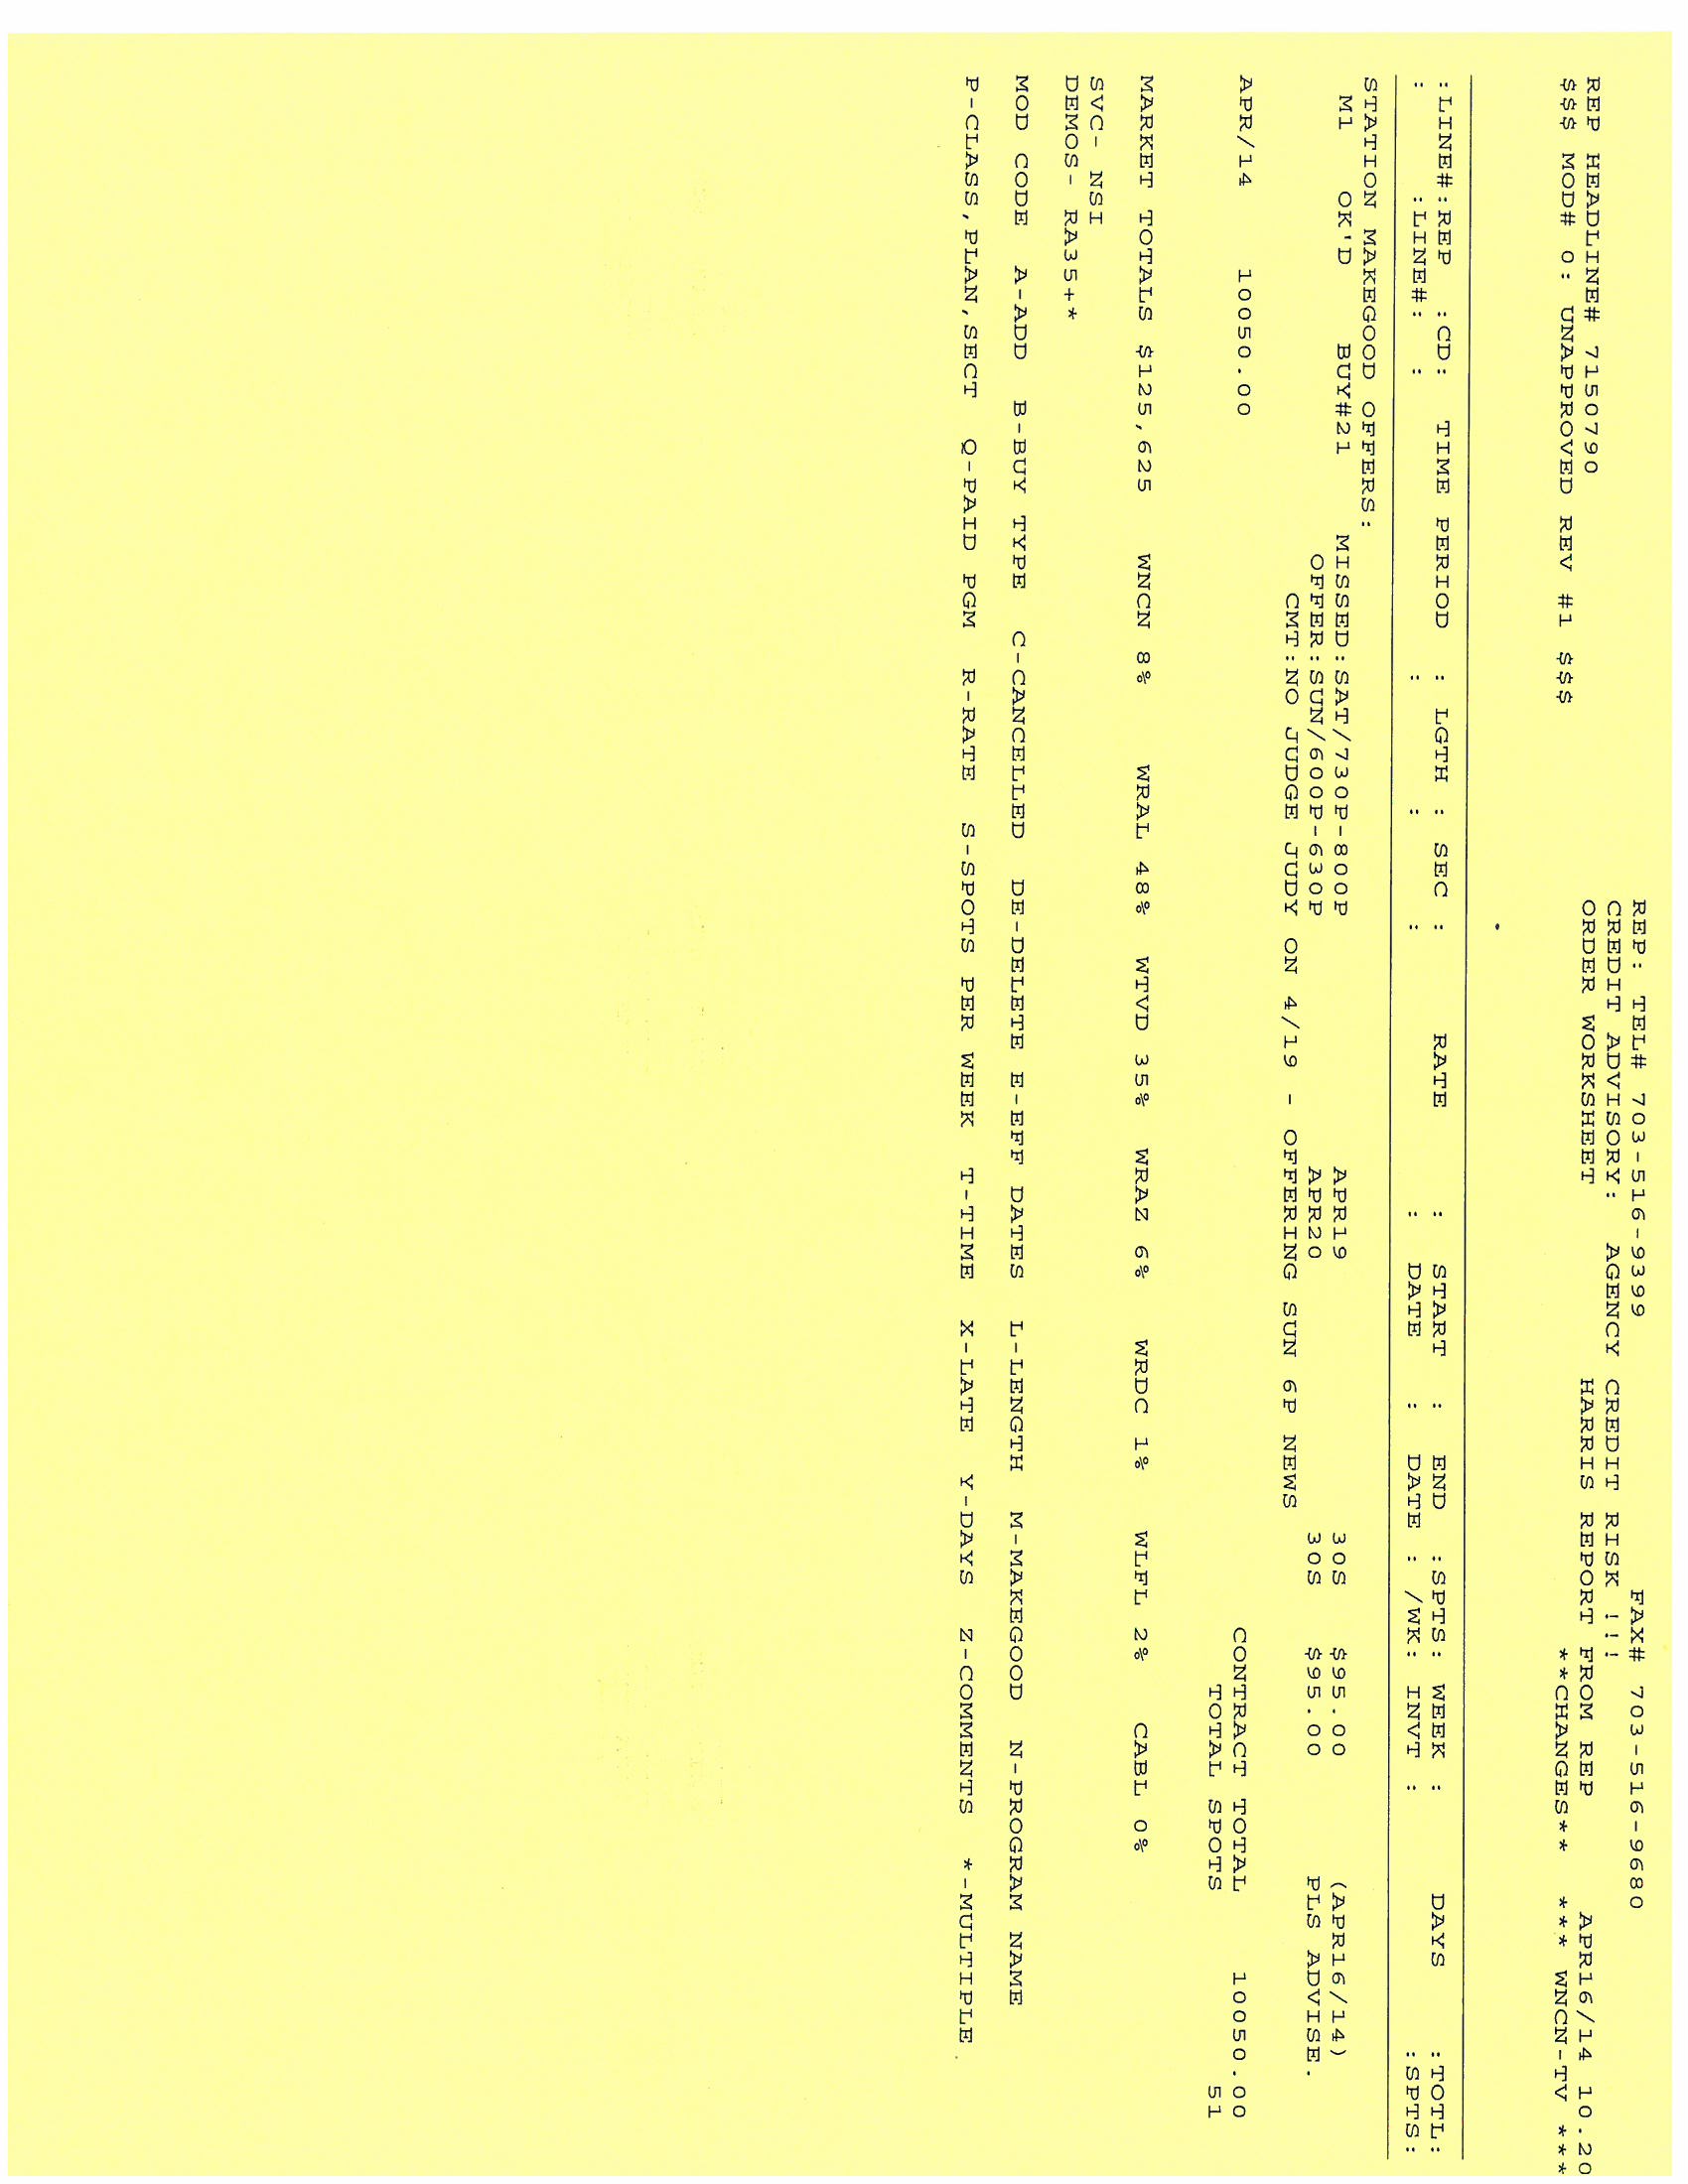 REP: TEL# 703-516-9399 FAX# 703-516-9680
CREDIT ADVISORY: AGENCY CREDIT RISK !!!
REP HEADLINE# 7150790 ORDER WORKSHEET HARRIS REPORT FROM REP APR16/14 10.20
$$$ MOD# 0: UNAPPROVED REV #1 $$$ **CHANGES** *** WNCN-TV ***
:LINE#:REP :CD: TIME PERIOD : LGTH : SEC : RATE : START : END :SPTS: WEEK : DAYS :TOTL:
: :LINE#: : : : : : DATE : DATE : /WK: INVT : :SPTS:
STATION MAKEGOOD OFFERS:
M1 OK'D BUY#21 MISSED:SAT/730P-800P APR19 30S $95.00 (APR16/14)
OFFER:SUN/600P-630P APR20 30S $95.00 PLS ADVISE.
CMT:NO JUDGE JUDY ON 4/19 - OFFERING SUN 6P NEWS
APR/14 10050.00 CONTRACT TOTAL 10050.00
TOTAL SPOTS 51
MARKET TOTALS $125,625 WNCN 8% WRAL 48% WTVD 35% WRAZ 6% WRDC 1% WLFL 2% CABL 0%
SVC- NSI
DEMOS- RA35+*
MOD CODE A-ADD B-BUY TYPE C-CANCELLED DE-DELETE E-EFF DATES L-LENGTH M-MAKEGOOD N-PROGRAM NAME
P-CLASS,PLAN,SECT Q-PAID PGM R-RATE S-SPOTS PER WEEK T-TIME X-LATE Y-DAYS Z-COMMENTS *-MULTIPLE